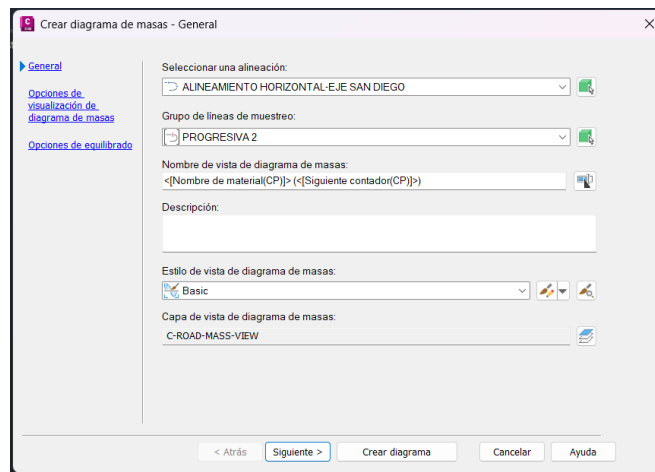 Crear diagrama de masas - General
General
Opciones de
visualización de
diagrama de masas
Opciones de equilibrado
Seleccionar una alineación:
ALINEAMIENTO HORIZONTAL-EJE SAN DIEGO
Grupo de líneas de muestreo:
PROGRESIVA 2
Nombre de vista de diagrama de masas:
<[Nombre de material(CP)]> (<[Siguiente contador(CP)]>)
Descripción:
Estilo de vista de diagrama de masas:
Basic
Capa de vista de diagrama de masas:
C-ROAD-MASS-VIEW
< Atrás Siguiente > Crear diagrama Cancelar Ayuda